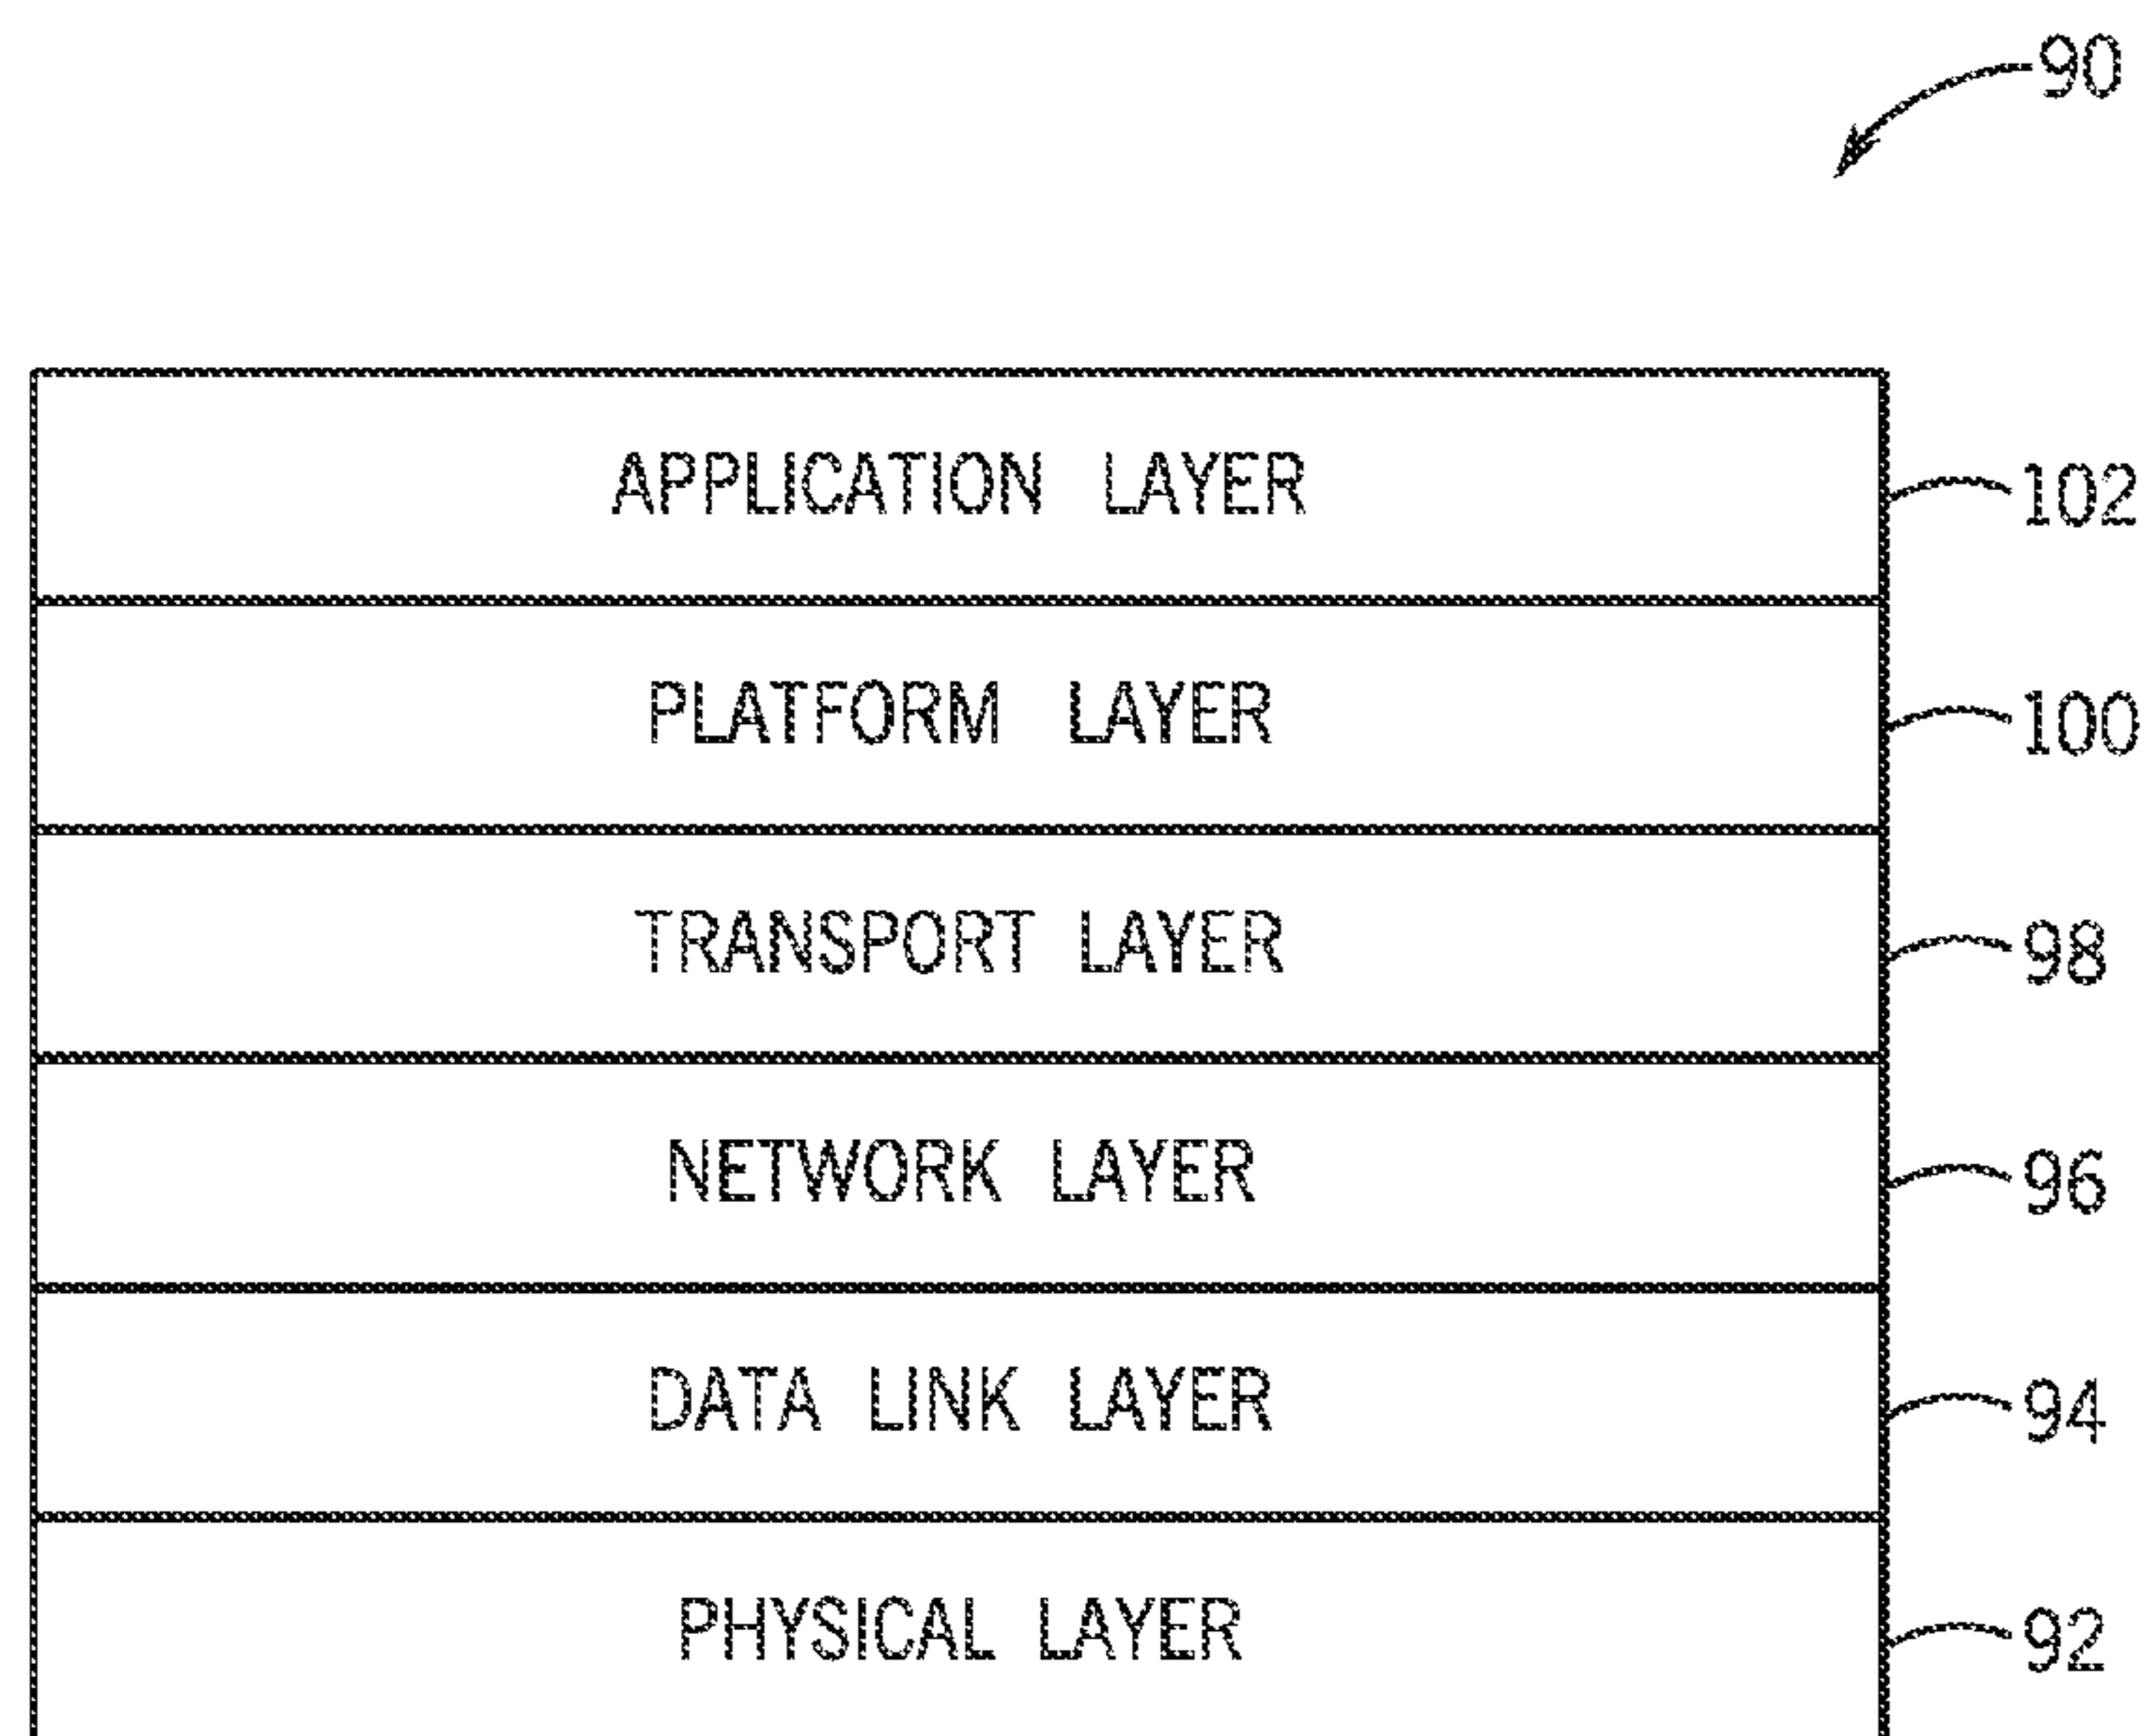 90
APPLICATION LAYER 102
PLATFORM LAYER 100
TRANSPORT LAYER 98
NETWORK LAYER 96
DATA LINK LAYER 94
PHYSICAL LAYER 92